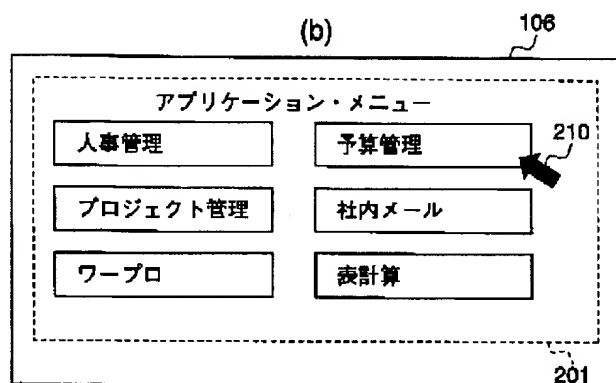 (b)
106
アプリケーション・メニュー
人事管理
予算管理
210
プロジェクト管理
社内メール
ワープロ
表計算
201